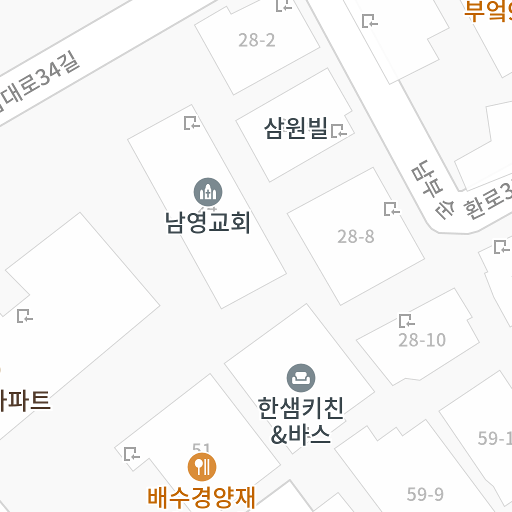 부엌9
28-2
대로34길
삼원빌
남부순
환로3
남영교회
28-8
28-10
파트
한샘키친
&바스
51
59-1
배수경양재
59-9